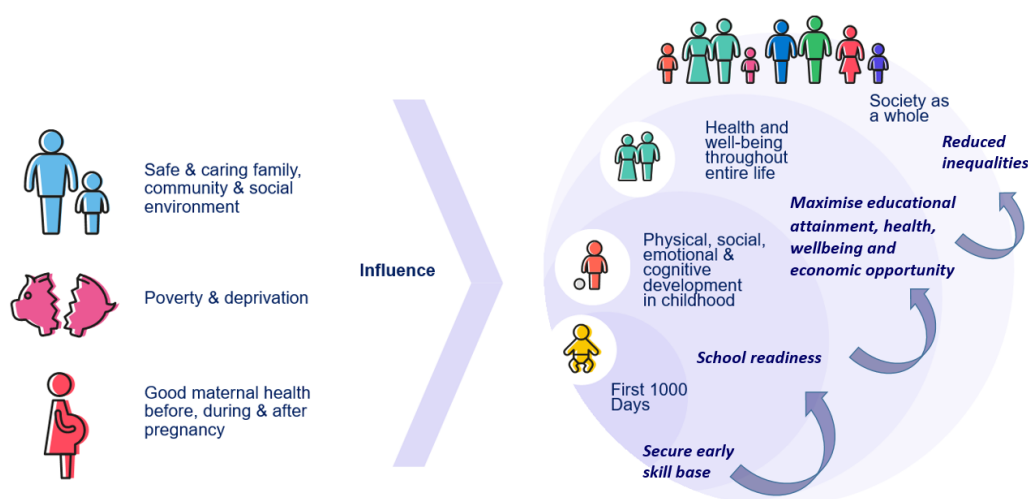 Safe & caring family,
community & social
environment
Poverty & deprivation
Good maternal health
before, during & after
pregnancy
Influence
Society as
a whole
Reduced
inequalities
Health and
well-being
throughout
entire life
Maximise educational
attainment, health,
wellbeing and
economic opportunity
Physical, social,
emotional &
cognitive
development
in childhood
School readiness
First 1000
Days
Secure early
skill base